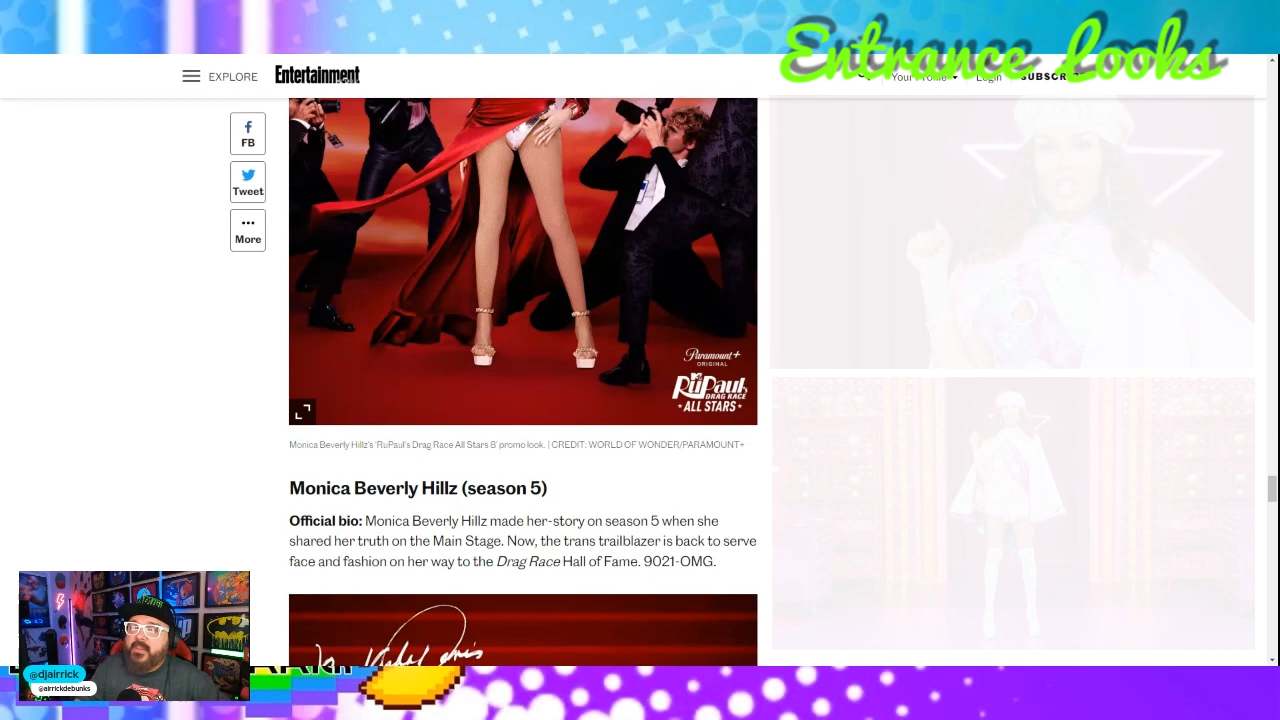 Entrance Looks
EXPLORE
Entertainment
Your Profile
Login
FB
Tweet
More
Paramount+
ORIGINAL
RuPaul's
DRAG RACE
ALL STARS
Monica Beverly Hillz's 'RuPaul's Drag Race All Stars 8' promo look. | CREDIT: WORLD OF WONDER/PARAMOUNT+
Monica Beverly Hillz (season 5)
Official bio: Monica Beverly Hillz made her-story on season 5 when she
shared her truth on the Main Stage. Now, the trans trailblazer is back to serve
face and fashion on her way to the Drag Race Hall of Fame. 9021-OMG.
@djairrick
@airrickdebunks